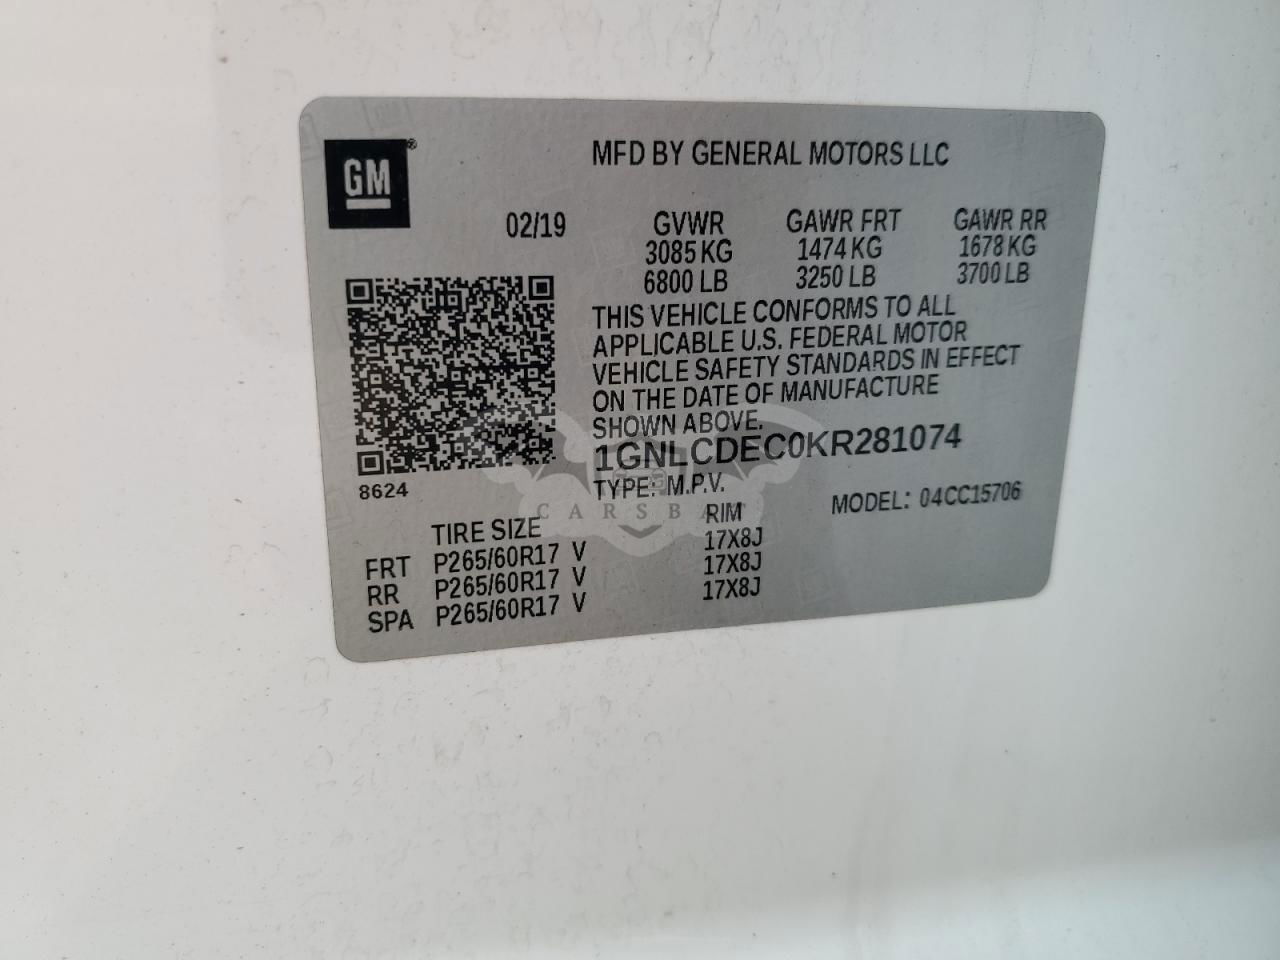 GM
MFD BY GENERAL MOTORS LLC
02/19 GVWR GAWR FRT GAWR RR
3085 KG 1474 KG 1678 KG
6800 LB 3250 LB 3700 LB
THIS VEHICLE CONFORMS TO ALL
APPLICABLE U.S. FEDERAL MOTOR
VEHICLE SAFETY STANDARDS IN EFFECT
ON THE DATE OF MANUFACTURE
SHOWN ABOVE.
1GNLCDEC0KR281074
8624
TYPE: M.P.V. MODEL: 04CC15706
TIRE SIZE RIM
FRT P265/60R17 V 17X8J
RR P265/60R17 V 17X8J
SPA P265/60R17 V 17X8J